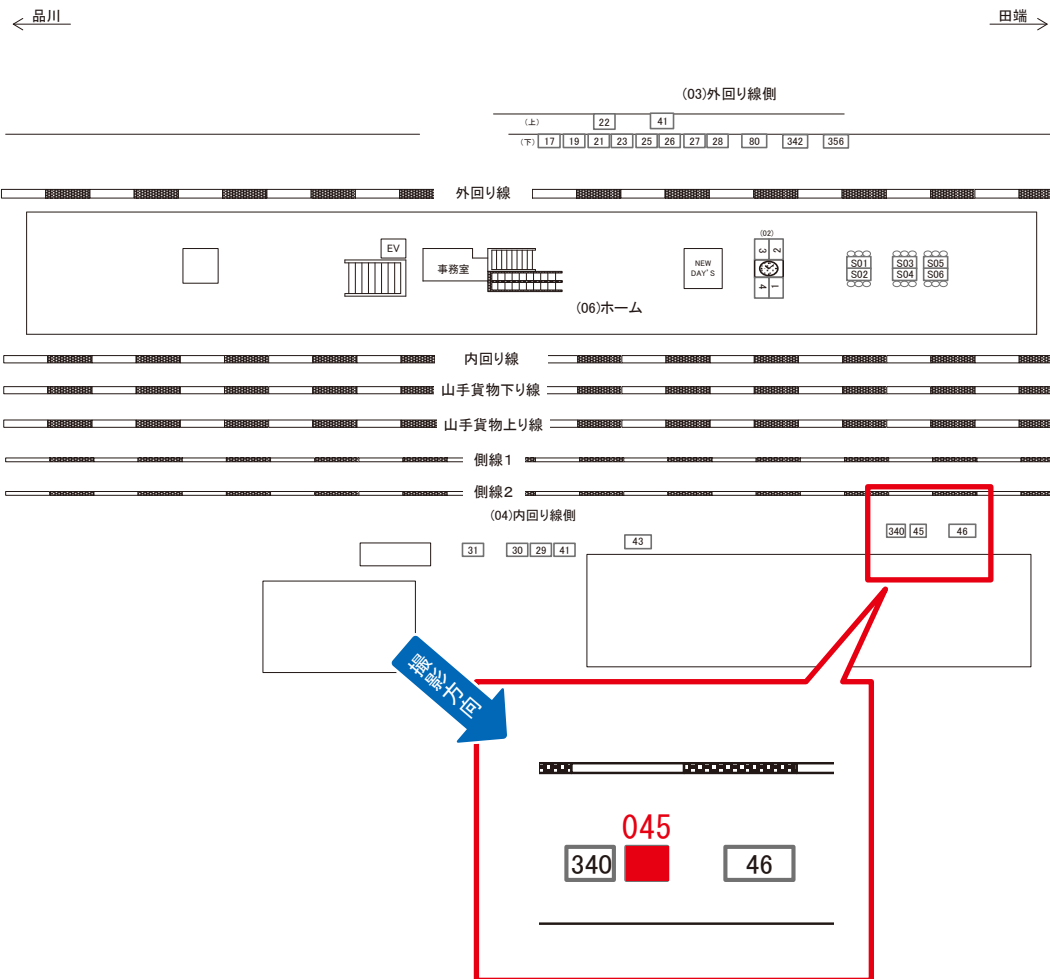 品川
田端
(03)外回り線側
(上) 22 41
(下) 17 19 21 23 25 26 27 28 80 342 356
外回り線
EV
事務室
NEW
DAY'S
(02)
3 2
4 1
S01 S03 S05
S02 S04 S06
(06)ホーム
内回り線
山手貨物下り線
山手貨物上り線
側線1
側線2
(04)内回り線側
31 30 29 41 43 340 45 46
撮影方向
045
340 46